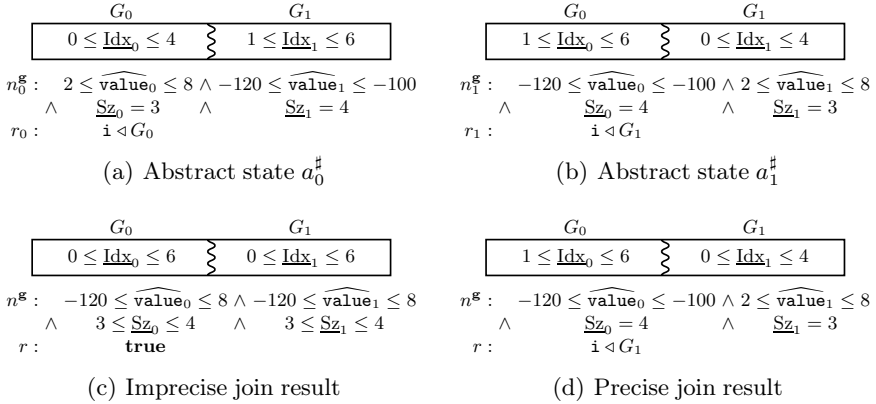 G₀ G₁
0 ≤ Idx₀ ≤ 4 1 ≤ Idx₁ ≤ 6
n₀ᵍ : 2 ≤ value₀ ≤ 8 ∧ −120 ≤ value₁ ≤ −100
∧ Sz₀ = 3 ∧ Sz₁ = 4
r₀ : i ◃ G₀
(a) Abstract state a₀♯
G₀ G₁
1 ≤ Idx₀ ≤ 6 0 ≤ Idx₁ ≤ 4
n₁ᵍ : −120 ≤ value₀ ≤ −100 ∧ 2 ≤ value₁ ≤ 8
∧ Sz₀ = 4 ∧ Sz₁ = 3
r₁ : i ◃ G₁
(b) Abstract state a₁♯
G₀ G₁
0 ≤ Idx₀ ≤ 6 0 ≤ Idx₁ ≤ 6
nᵍ : −120 ≤ value₀ ≤ 8 ∧ −120 ≤ value₁ ≤ 8
∧ 3 ≤ Sz₀ ≤ 4 ∧ 3 ≤ Sz₁ ≤ 4
r : true
(c) Imprecise join result
G₀ G₁
1 ≤ Idx₀ ≤ 6 0 ≤ Idx₁ ≤ 4
nᵍ : −120 ≤ value₀ ≤ −100 ∧ 2 ≤ value₁ ≤ 8
∧ Sz₀ = 4 ∧ Sz₁ = 3
r : i ◃ G₁
(d) Precise join result